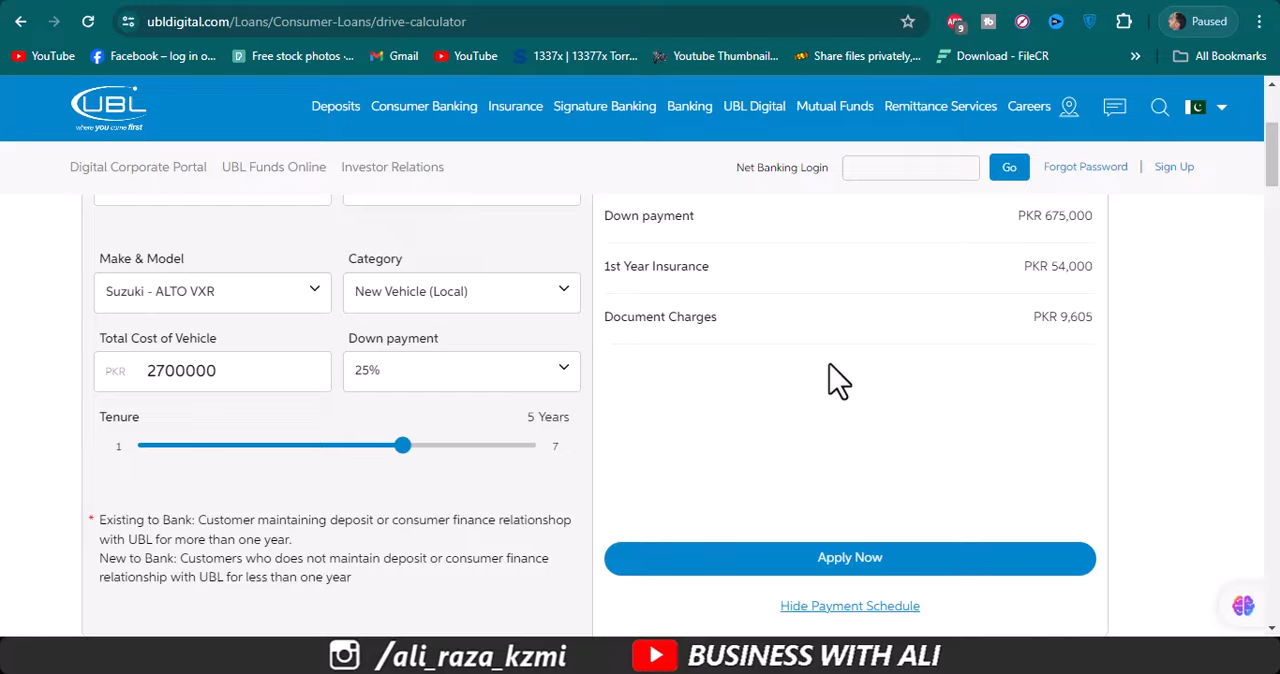 ubldigital.com/Loans/Consumer-Loans/drive-calculator
ABP
9
tb
Paused
YouTube
Facebook – log in o...
Free stock photos -...
Gmail
YouTube
1337x | 13377x Torr...
Youtube Thumbnail...
Share files privately,...
Download - FileCR
»
All Bookmarks
UBL
where you come first
Deposits
Consumer Banking
Insurance
Signature Banking
Banking
UBL Digital
Mutual Funds
Remittance Services
Careers
Digital Corporate Portal
UBL Funds Online
Investor Relations
Net Banking Login
Go
Forgot Password
|
Sign Up
Make & Model
Category
Suzuki - ALTO VXR
New Vehicle (Local)
Total Cost of Vehicle
Down payment
PKR 2700000
25%
Tenure
5 Years
1
7
* Existing to Bank: Customer maintaining deposit or consumer finance relationshop
with UBL for more than one year.
New to Bank: Customers who does not maintain deposit or consumer finance
relationship with UBL for less than one year
Down payment PKR 675,000
1st Year Insurance PKR 54,000
Document Charges PKR 9,605
Apply Now
Hide Payment Schedule
/ali_raza_kzmi
BUSINESS WITH ALI